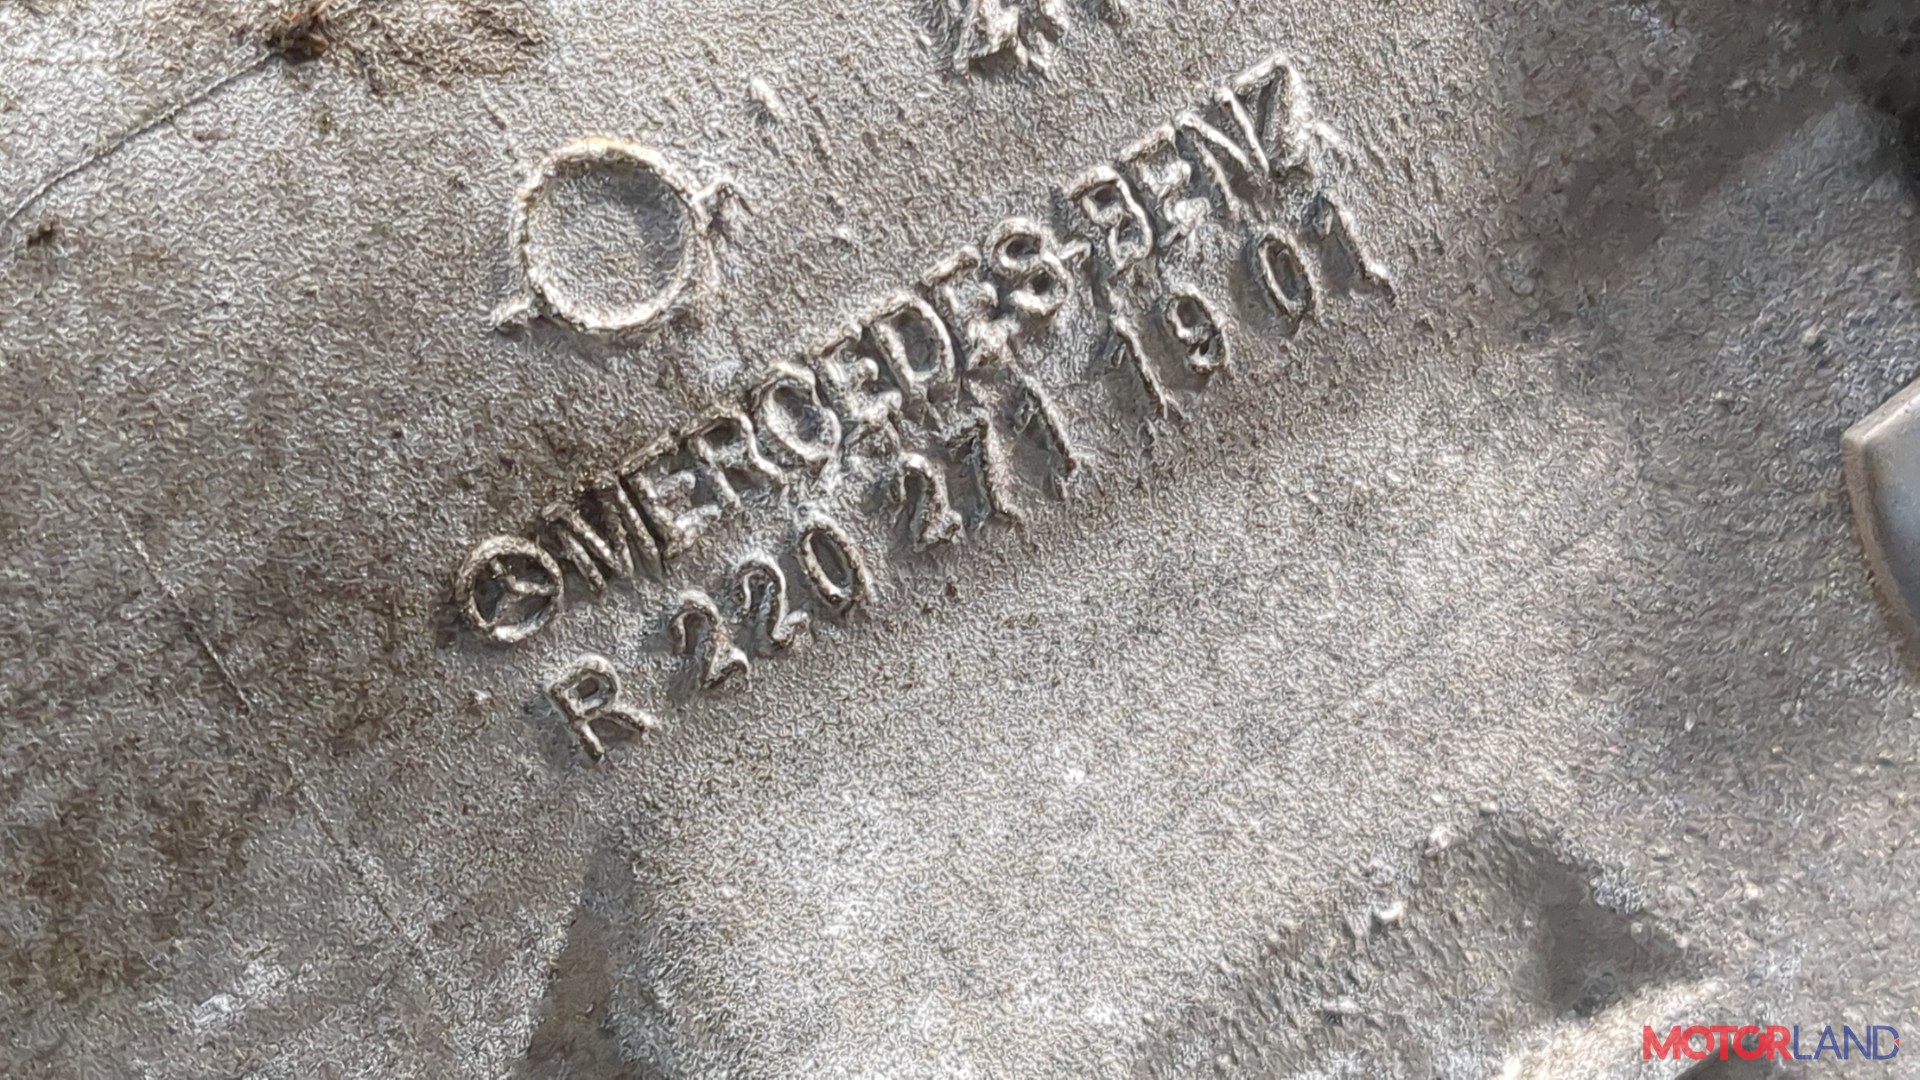 MERCEDES-BENZ
R 220 271 19 01
MOTORLAND